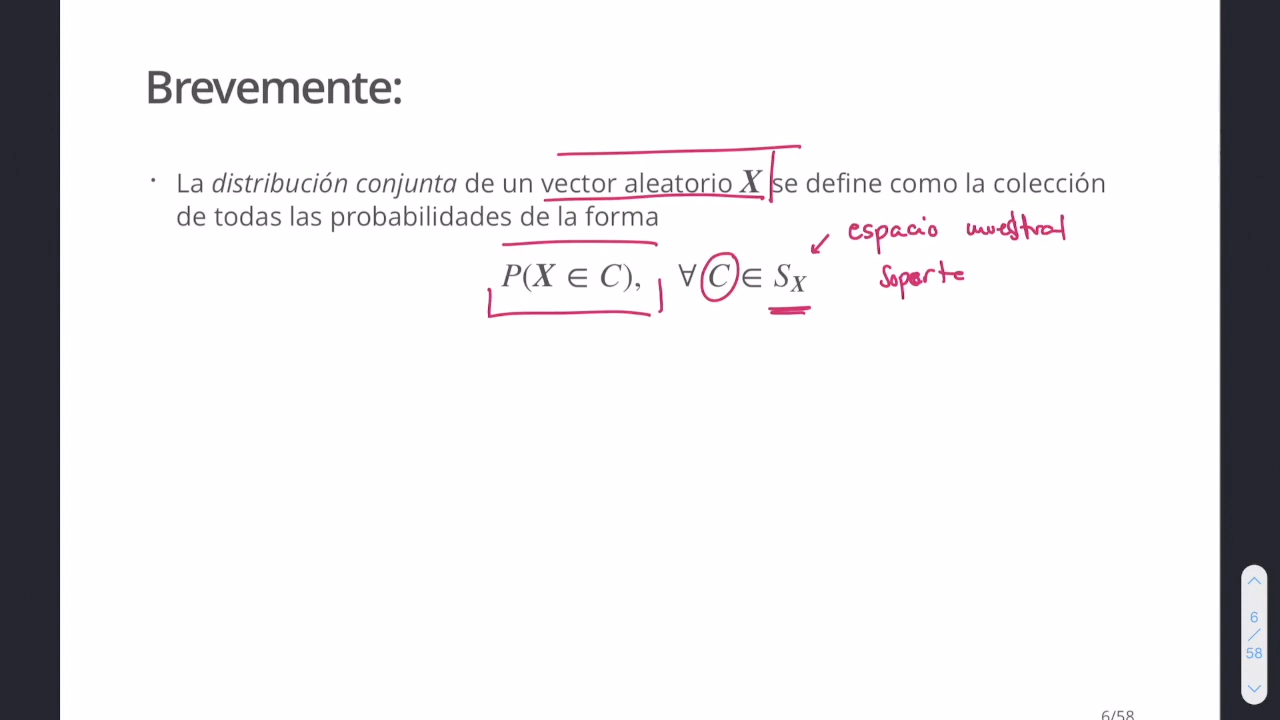 Brevemente:
· La distribución conjunta de un vector aleatorio X se define como la colección
de todas las probabilidades de la forma
espacio muestral
P(X ∈ C), ∀ C ∈ S_X
Soporte
6
/
58
6/58